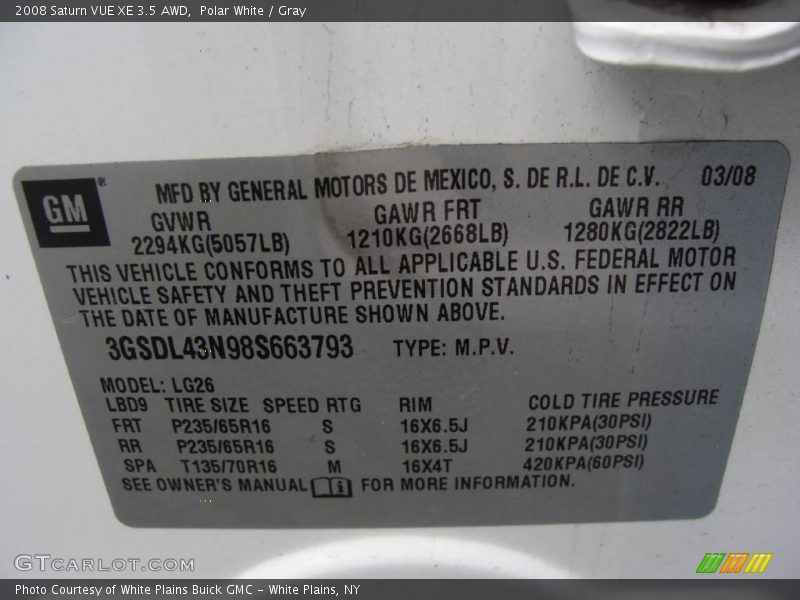 2008 Saturn VUE XE 3.5 AWD,  Polar White / Gray
GM® MFD BY GENERAL MOTORS DE MEXICO, S. DE R.L. DE C.V. 03/08
GVWR GAWR FRT GAWR RR
2294KG(5057LB) 1210KG(2668LB) 1280KG(2822LB)
THIS VEHICLE CONFORMS TO ALL APPLICABLE U.S. FEDERAL MOTOR
VEHICLE SAFETY AND THEFT PREVENTION STANDARDS IN EFFECT ON
THE DATE OF MANUFACTURE SHOWN ABOVE.
3GSDL43N98S663793 TYPE: M.P.V.
MODEL: LG26
LBD9 TIRE SIZE SPEED RTG RIM COLD TIRE PRESSURE
FRT P235/65R16 S 16X6.5J 210KPA(30PSI)
RR P235/65R16 S 16X6.5J 210KPA(30PSI)
SPA T135/70R16 M 16X4T 420KPA(60PSI)
SEE OWNER'S MANUAL FOR MORE INFORMATION.
GTCARLOT.COM
Photo Courtesy of White Plains Buick GMC - White Plains, NY